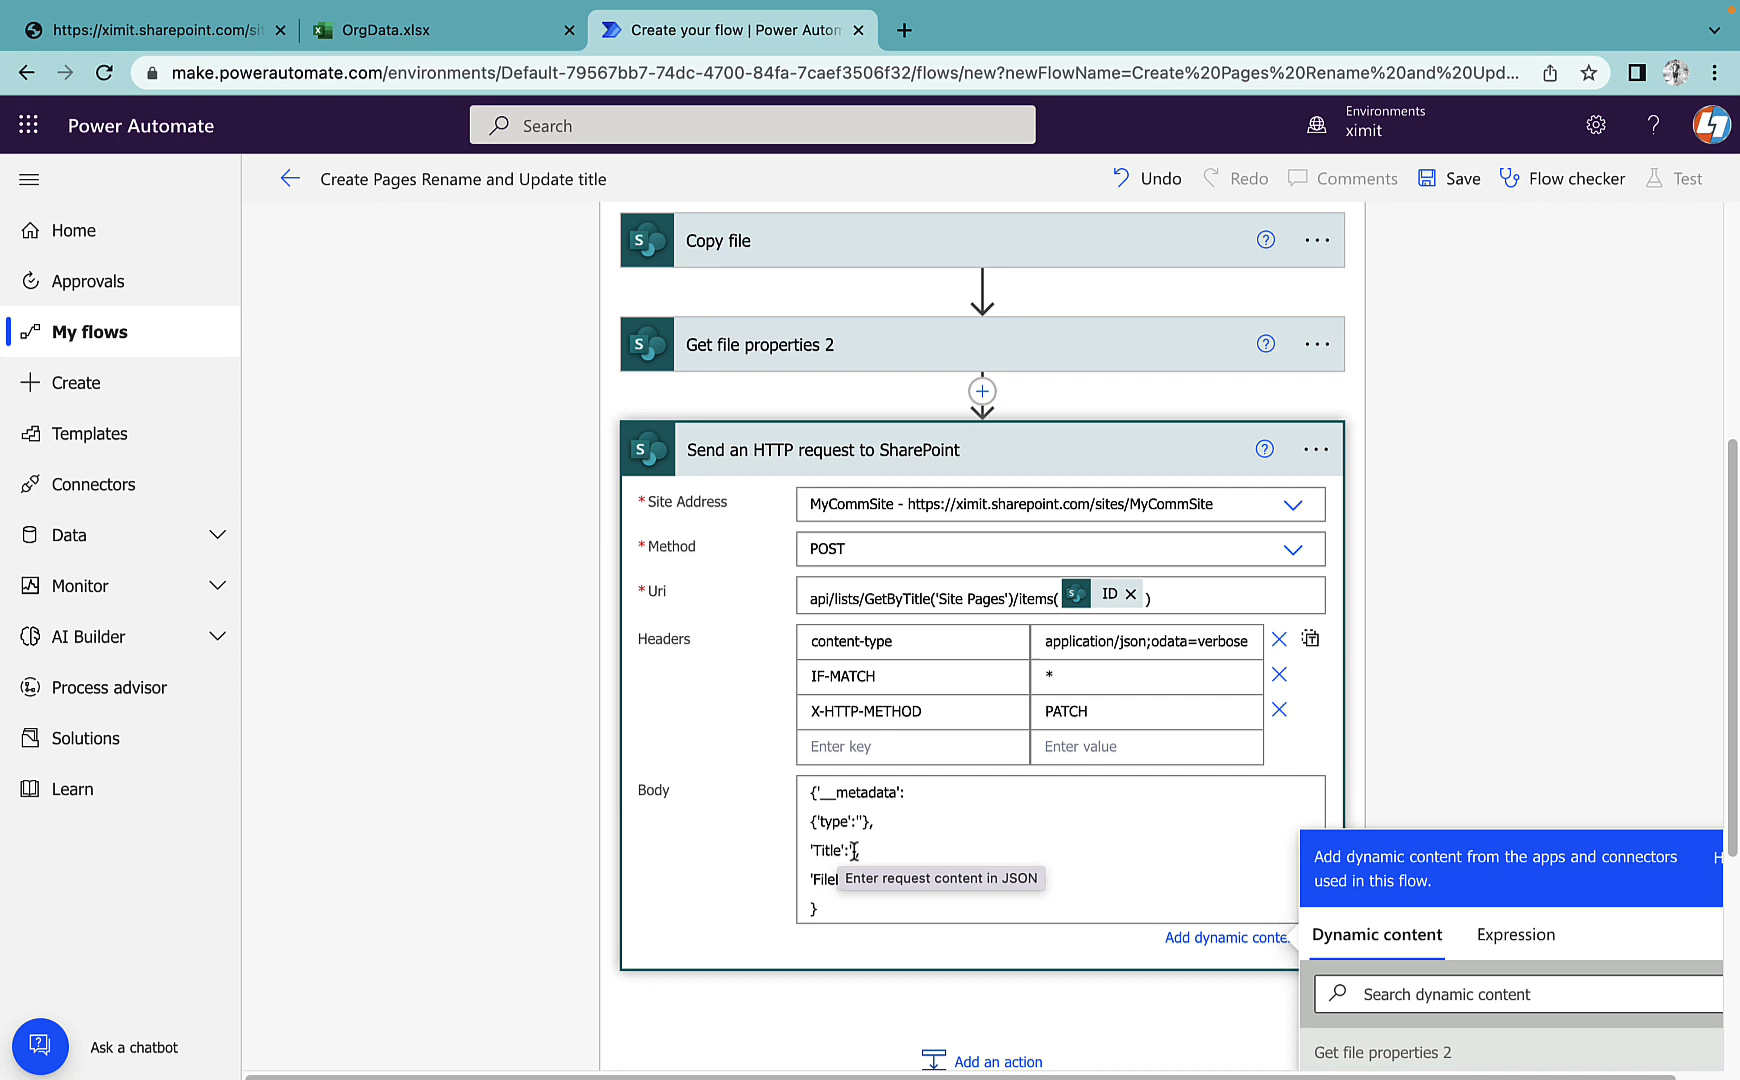 https://ximit.sharepoint.com/sit
OrgData.xlsx
Create your flow | Power Autom
make.powerautomate.com/environments/Default-79567bb7-74dc-4700-84fa-7caef3506f32/flows/new?newFlowName=Create%20Pages%20Rename%20and%20Upd...
Power Automate
Search
Environments
ximit
Create Pages Rename and Update title
Undo
Redo
Comments
Save
Flow checker
Test
Home
Approvals
My flows
Create
Templates
Connectors
Data
Monitor
AI Builder
Process advisor
Solutions
Learn
Ask a chatbot
Copy file
Get file properties 2
Send an HTTP request to SharePoint
* Site Address
MyCommSite - https://ximit.sharepoint.com/sites/MyCommSite
* Method
POST
* Uri
api/lists/GetByTitle('Site Pages')/items( ID )
Headers
content-type
application/json;odata=verbose
IF-MATCH
*
X-HTTP-METHOD
PATCH
Enter key
Enter value
Body
{'__metadata':
{'type':''},
'Title':'',
'Filel
}
Enter request content in JSON
Add dynamic conte
Add dynamic content from the apps and connectors
used in this flow.
H
Dynamic content
Expression
Search dynamic content
Get file properties 2
Add an action